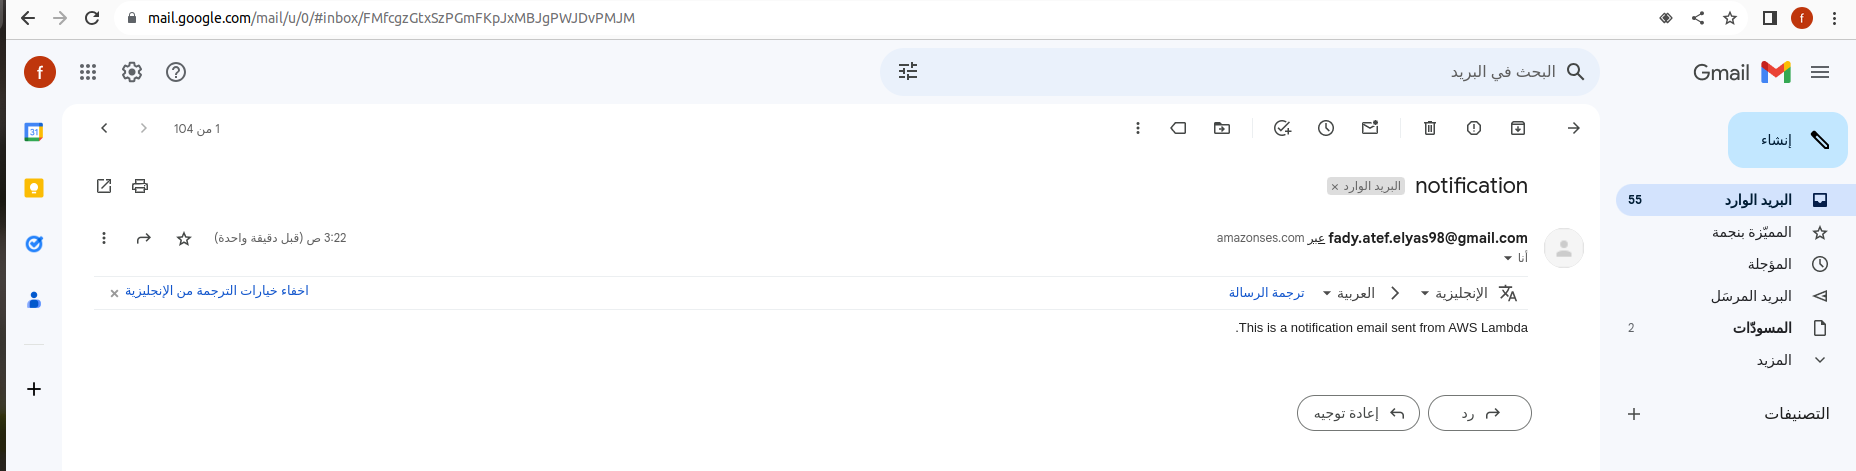 mail.google.com/mail/u/0/#inbox/FMfcgzGtxSzPGmFKpJxMBJgPWJDvPMJM
f
Gmail
البحث في البريد
f
إنشاء
البريد الوارد
55
المميّزة بنجمة
المؤجلة
البريد المرسَل
المسودّات
2
المزيد
التصنيفات
1 من 104
notification
البريد الوارد ×
fady.atef.elyas98@gmail.com عبر amazonses.com
3:22 ص (قبل دقيقة واحدة)
أنا
الإنجليزية
العربية
ترجمة الرسالة
اخفاء خيارات الترجمة من الإنجليزية ×
.This is a notification email sent from AWS Lambda
رد
إعادة توجيه
31